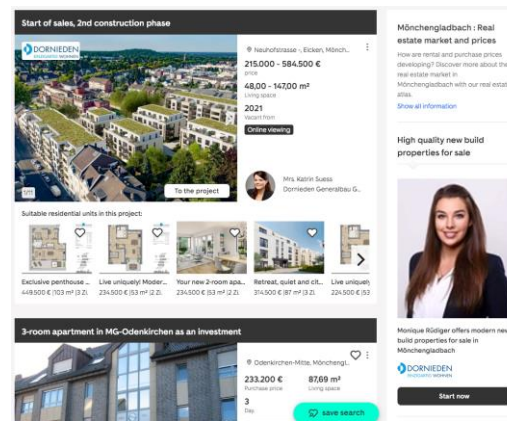 Start of sales, 2nd construction phase
DORNIEDEN
Neuhofstrasse -, Eicken, Mönch..
215.000 - 584.500 €
price
48,00 - 147,00 m²
Living space
2021
Vacant from
Online viewing
Mrs. Katrin Suess
Dornieden Generalbau G..
To the project
Suitable residential units in this project:
Exclusive penthouse ...
449.500 € |103 m² |3 Zi.
Live uniquely! Moder...
234.500 € |53 m² |2 Zi.
Your new 2-room apa...
234.500 € |53 m² |2 Zi.
Retreat, quiet and cit...
314.500 € |87 m² |3 Zi.
Live uniquely
224.500 € |53
3-room apartment in MG-Odenkirchen as an investment
Odenkirchen-Mitte, Möncheng..
233.200 €
Purchase price
87,69 m²
Living space
3
Day
save search
Mönchengladbach : Real
estate market and prices
How are rental and purchase prices
developing? Discover more about the
real estate market in
Mönchengladbach with our real estate
atlas.
Show all information
High quality new build
properties for sale
Monique Rüdiger offers modern new
build properties for sale in
Mönchengladbach
DORNIEDEN
Start now